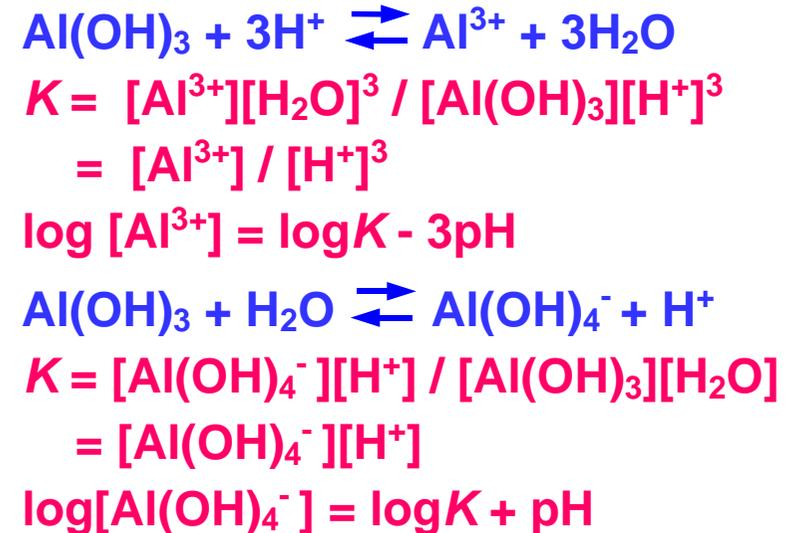 Al(OH)₃ + 3H⁺ ⇌ Al³⁺ + 3H₂O
K = [Al³⁺][H₂O]³ / [Al(OH)₃][H⁺]³
= [Al³⁺] / [H⁺]³
log [Al³⁺] = logK - 3pH
Al(OH)₃ + H₂O ⇌ Al(OH)₄⁻ + H⁺
K = [Al(OH)₄⁻ ][H⁺] / [Al(OH)₃][H₂O]
= [Al(OH)₄⁻ ][H⁺]
log[Al(OH)₄⁻ ] = logK + pH